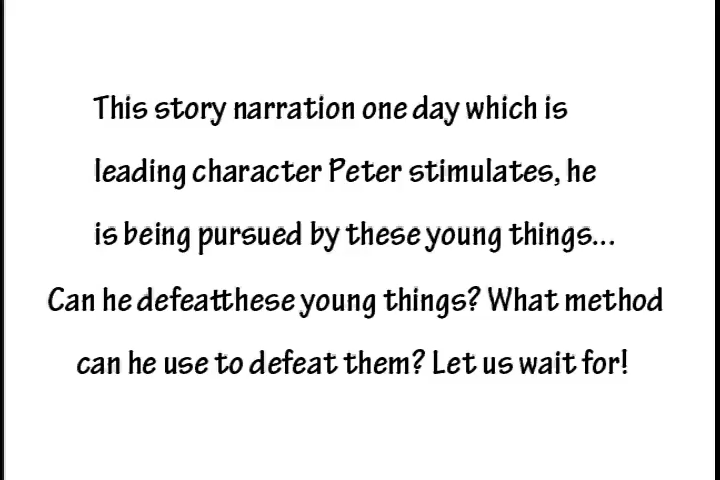 This story narration one day which is
leading character Peter stimulates, he
is being pursued by these young things...
Can he defeatthese young things? What method
can he use to defeat them? Let us wait for!